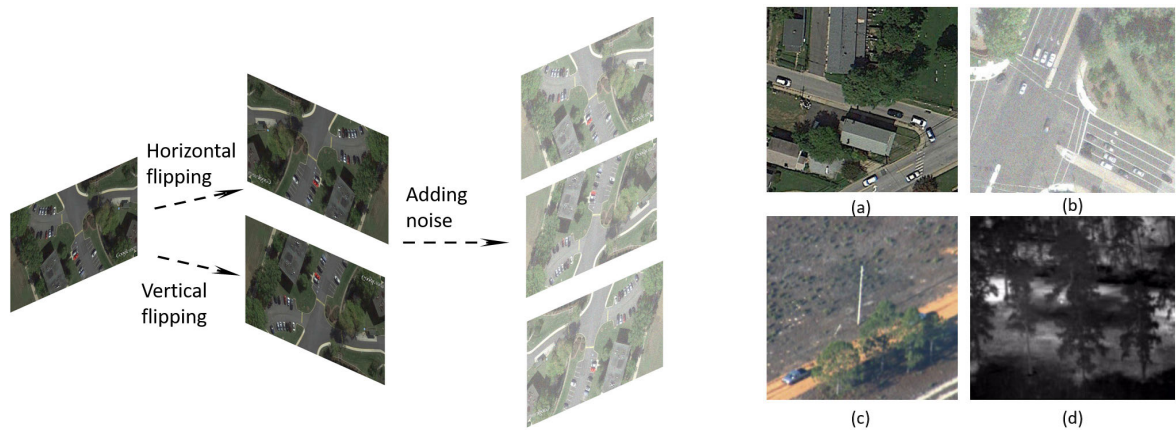 Horizontal
flipping
Vertical
flipping
Adding
noise
(a)
(b)
(c)
(d)